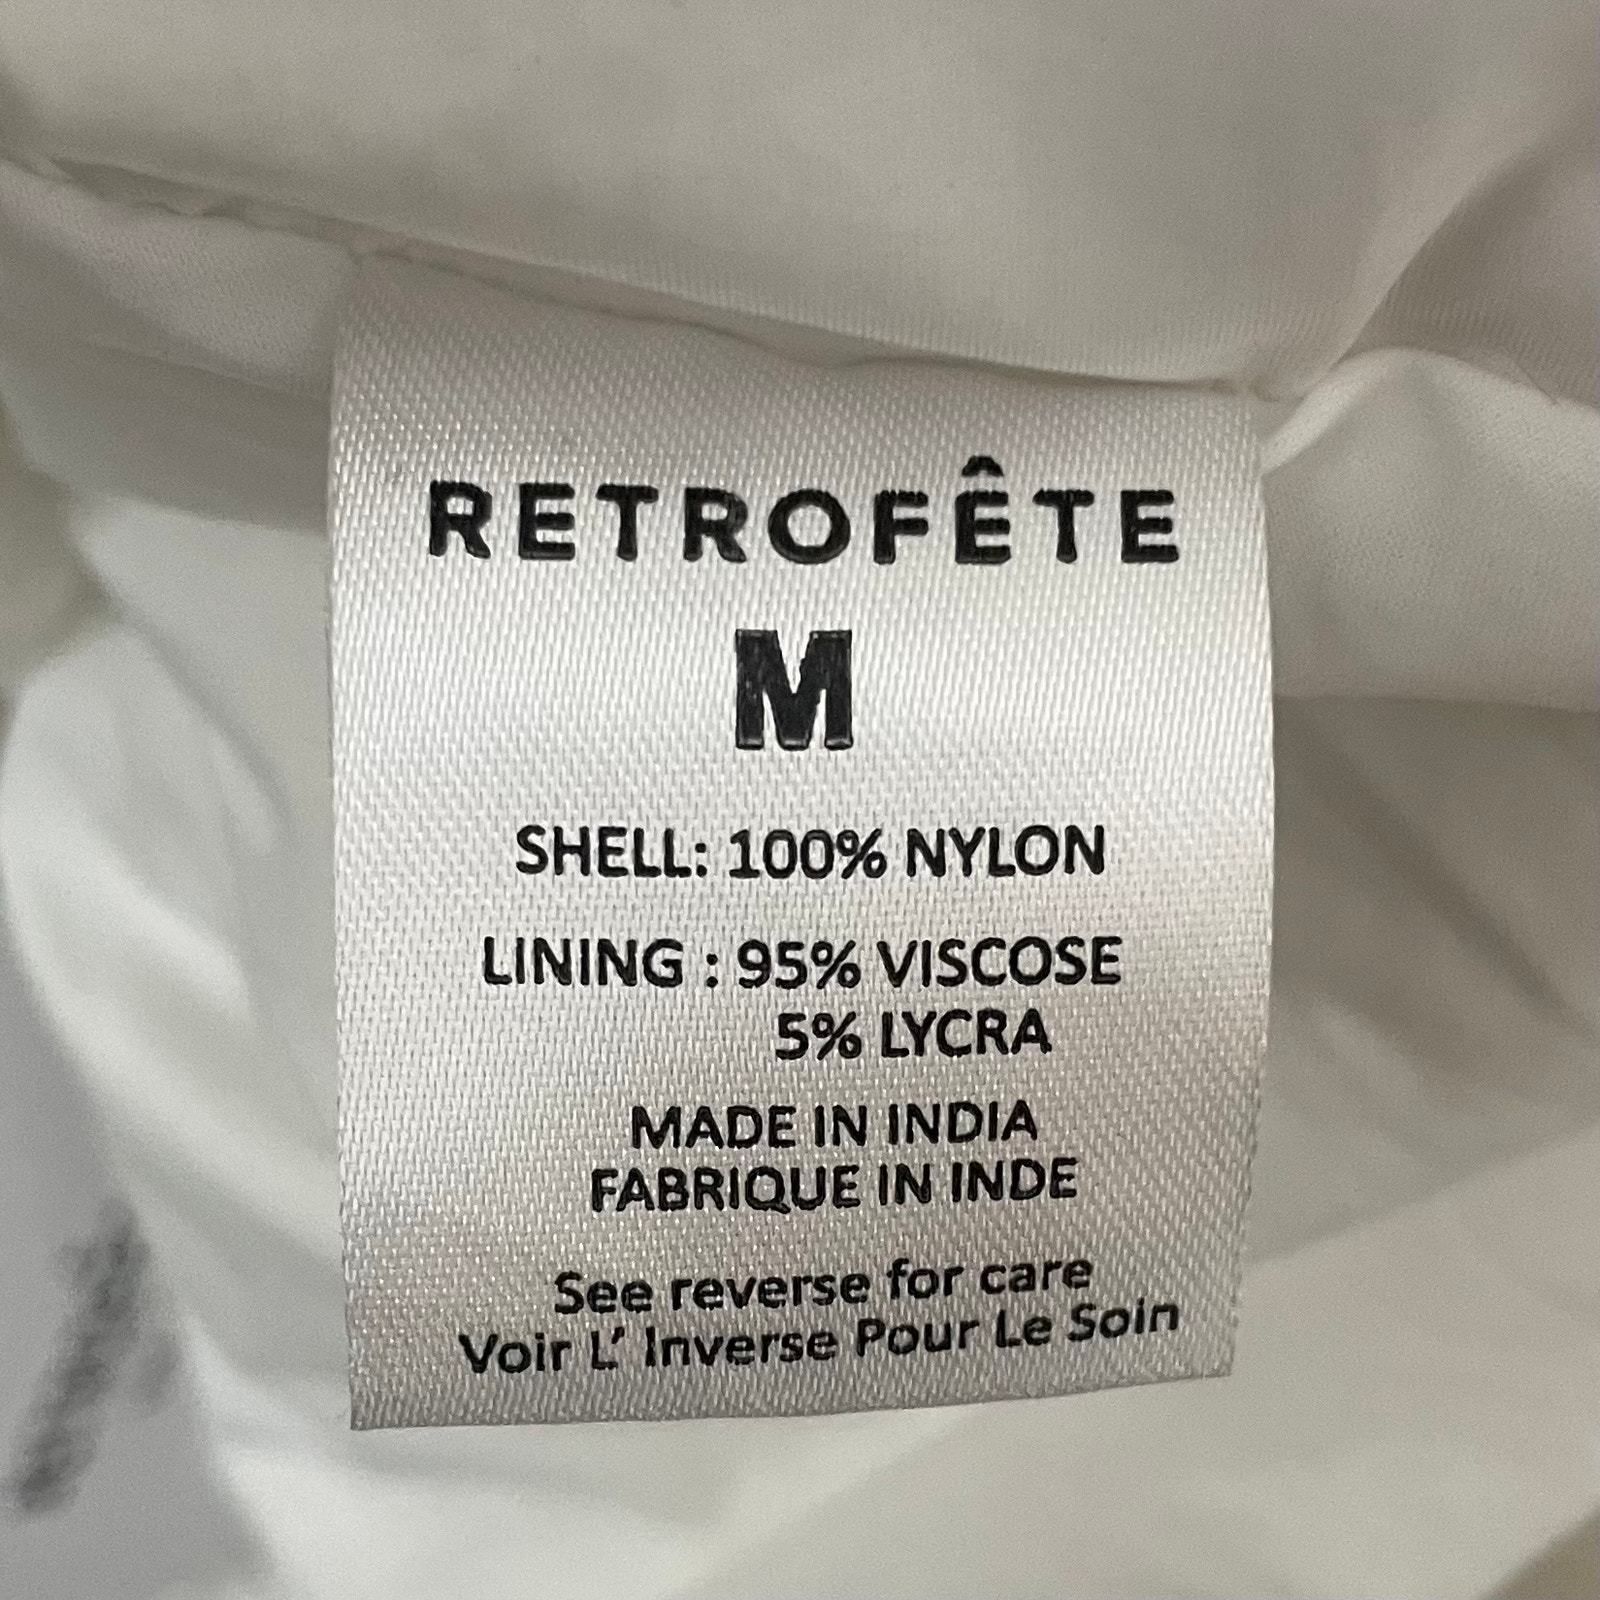 RETROFÊTE
M
SHELL: 100% NYLON
LINING : 95% VISCOSE
5% LYCRA
MADE IN INDIA
FABRIQUE IN INDE
See reverse for care
Voir L' Inverse Pour Le Soin